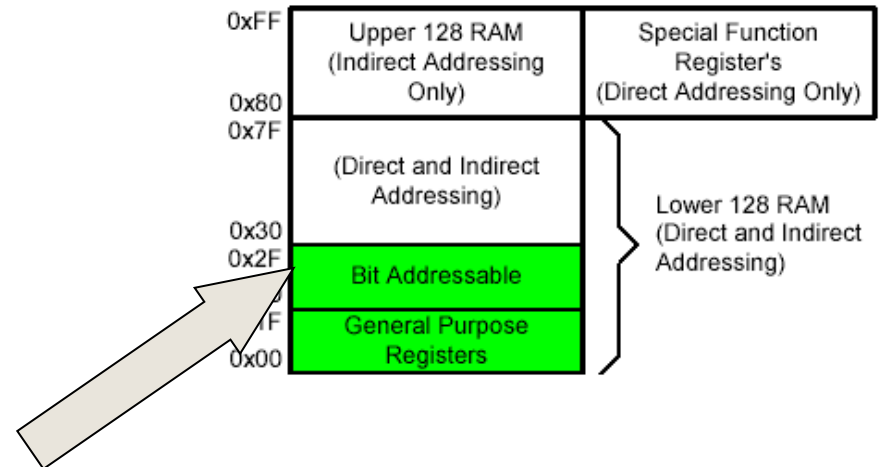 0xFF
Upper 128 RAM
(Indirect Addressing
Only)
Special Function
Register's
(Direct Addressing Only)
0x80
0x7F
(Direct and Indirect
Addressing)
Lower 128 RAM
(Direct and Indirect
Addressing)
0x30
0x2F
Bit Addressable
General Purpose
Registers
0x00